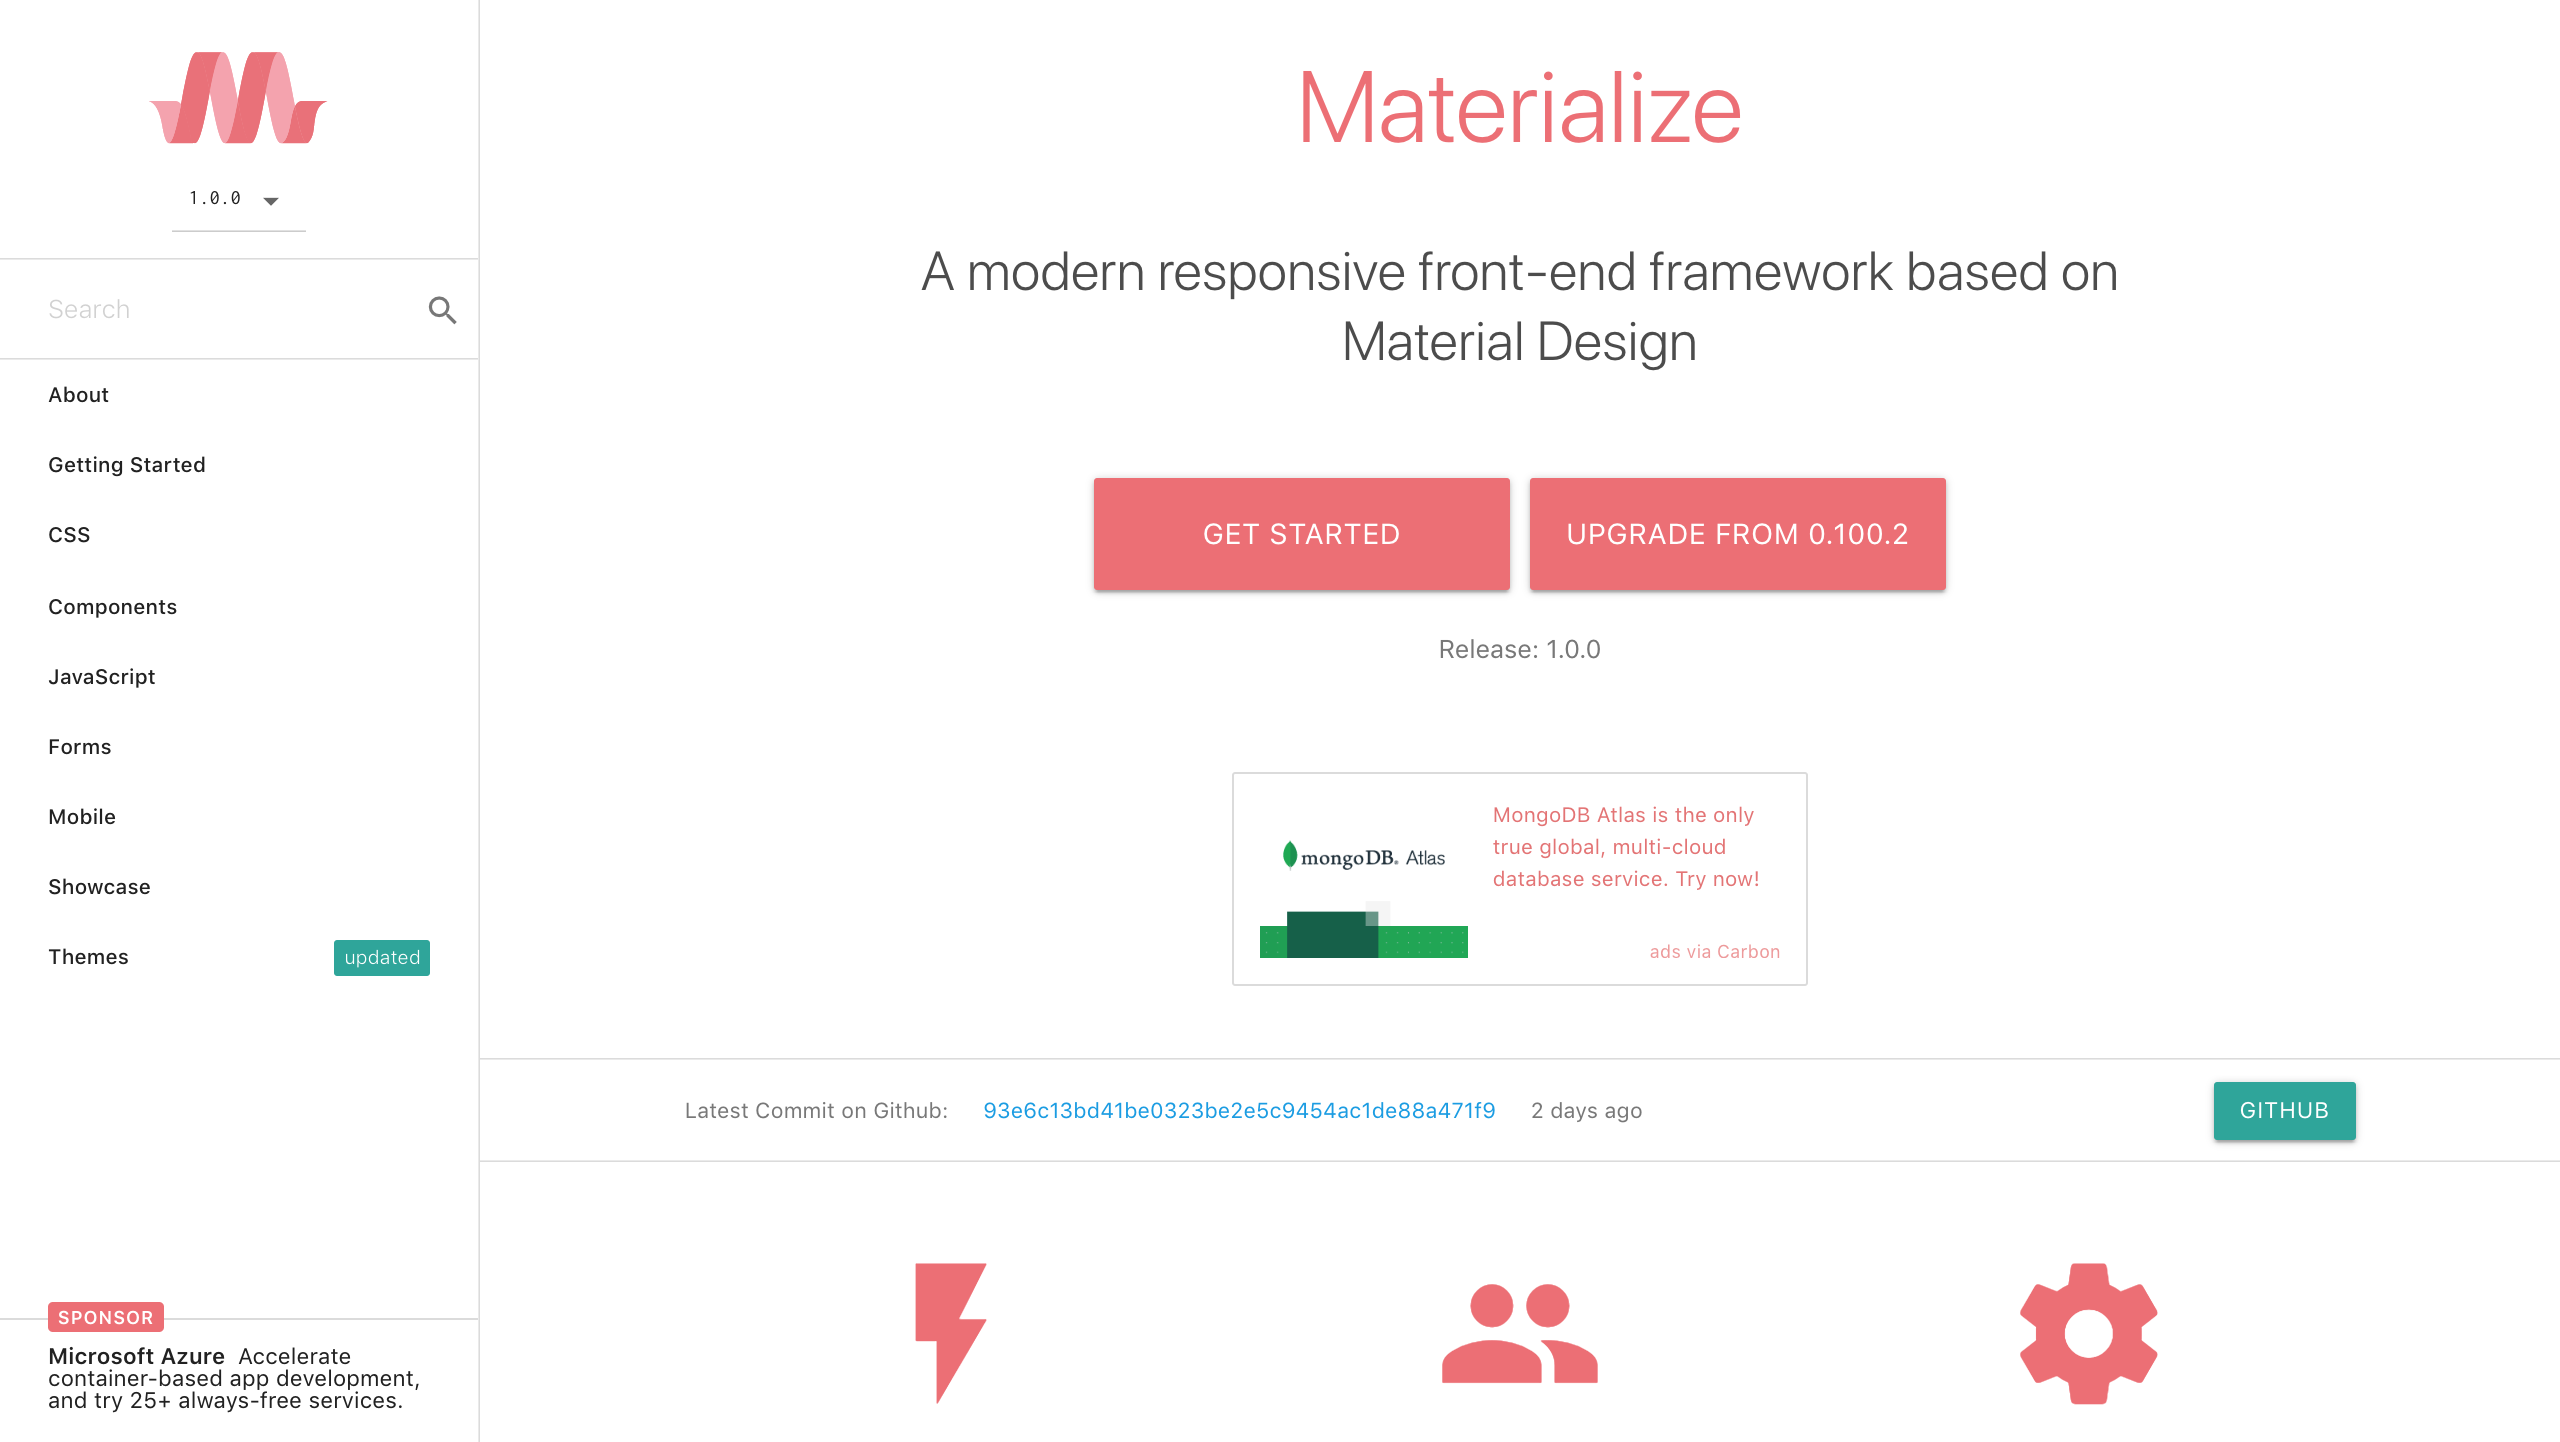 1.0.0
Search
About
Getting Started
CSS
Components
JavaScript
Forms
Mobile
Showcase
Themes
updated
SPONSOR
Microsoft Azure Accelerate
container-based app development,
and try 25+ always-free services.
Materialize
A modern responsive front-end framework based on
Material Design
GET STARTED
UPGRADE FROM 0.100.2
Release: 1.0.0
mongoDB. Atlas
MongoDB Atlas is the only
true global, multi-cloud
database service. Try now!
ads via Carbon
Latest Commit on Github: 93e6c13bd41be0323be2e5c9454ac1de88a471f9 2 days ago
GITHUB